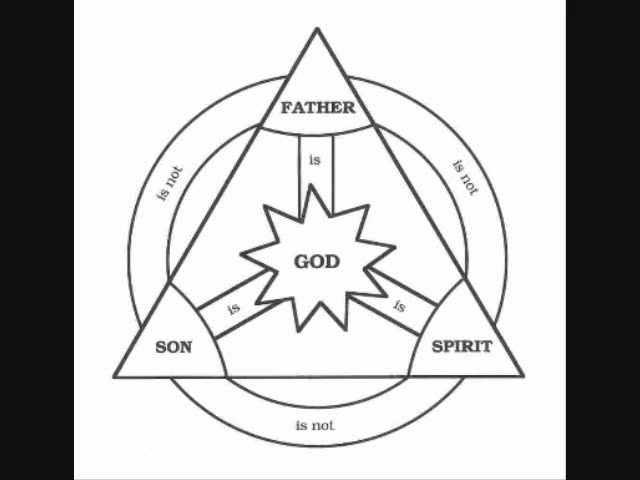 FATHER
is
is not
is not
GOD
is
is
SON
SPIRIT
is not